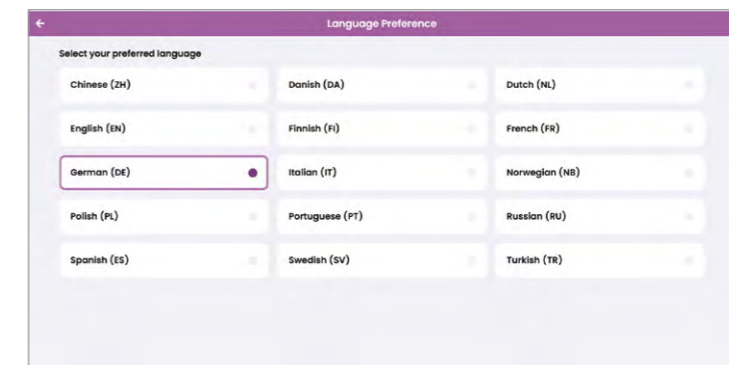 Language Preference
Select your preferred language
Chinese (ZH)
Danish (DA)
Dutch (NL)
English (EN)
Finnish (FI)
French (FR)
German (DE)
Italian (IT)
Norwegian (NB)
Polish (PL)
Portuguese (PT)
Russian (RU)
Spanish (ES)
Swedish (SV)
Turkish (TR)